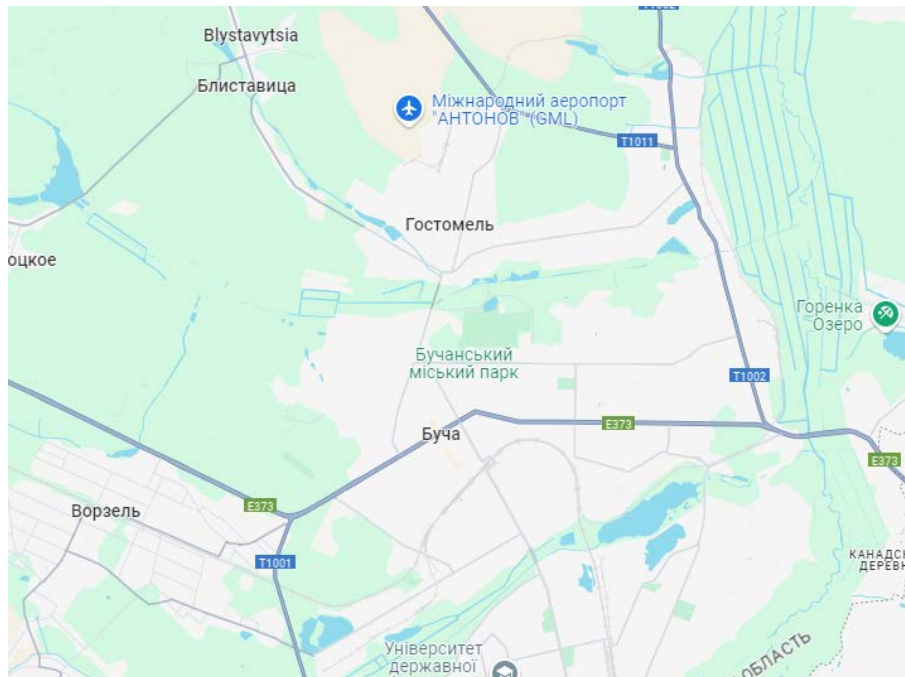 Blystavytsia
Блиставица
Міжнародний аеропорт
"АНТОНОВ" (GML)
T1011
Гостомель
оцкое
Горенка
Озеро
Бучанський
міський парк
T1002
Буча
E373
E373
E373
Ворзель
T1001
КАНАДС
ДЕРЕВН
Університет
державної
ОБЛАСТЬ